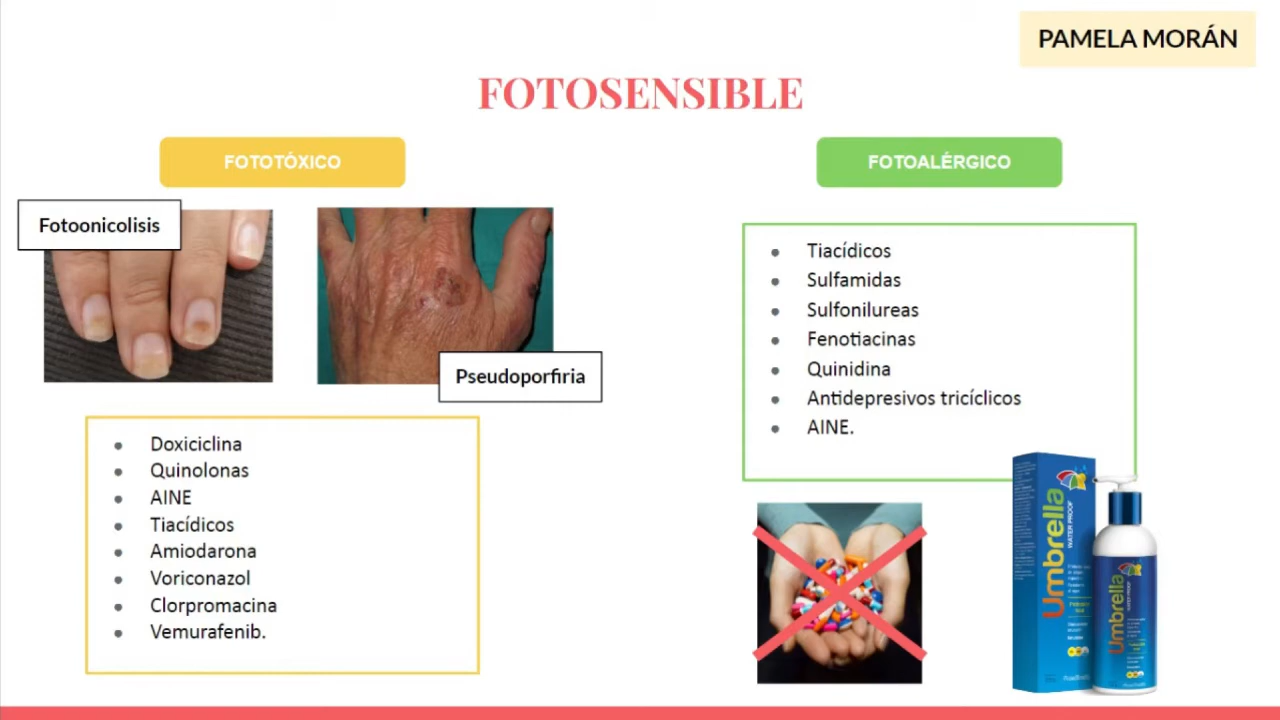 PAMELA MORÁN
FOTOSENSIBLE
FOTOTÓXICO
Fotoonicolisis
Pseudoporfiria
Doxiciclina
Quinolonas
AINE
Tiacídicos
Amiodarona
Voriconazol
Clorpromacina
Vemurafenib.
FOTOALÉRGICO
Tiacídicos
Sulfamidas
Sulfonilureas
Fenotiacinas
Quinidina
Antidepresivos tricíclicos
AINE.
Umbrella
WATER PROOF
Umbrella